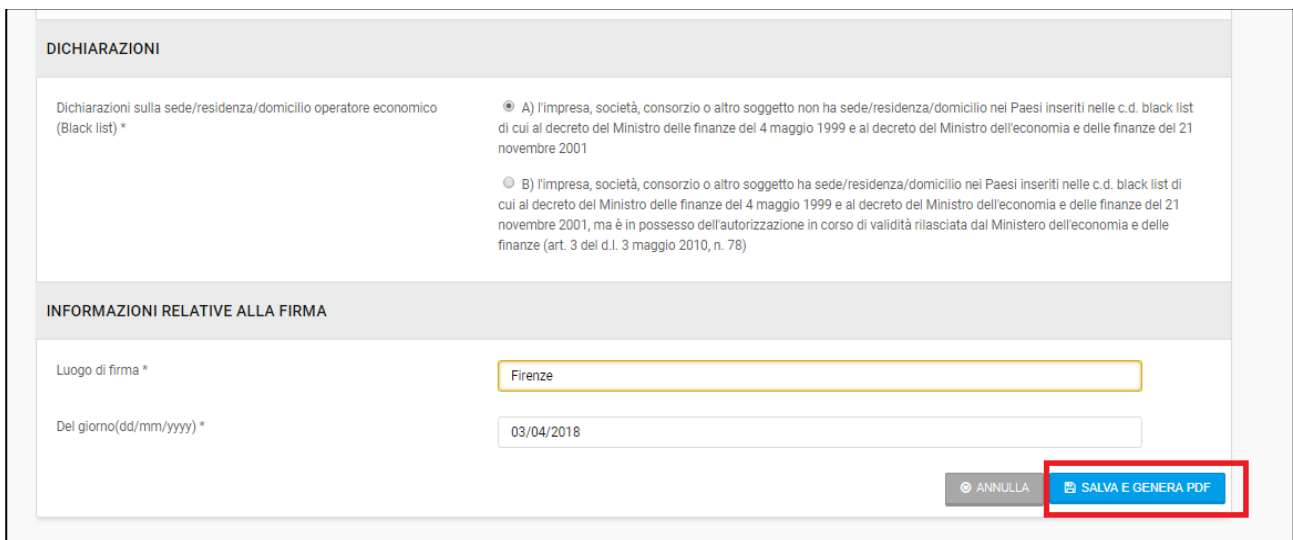 DICHIARAZIONI
Dichiarazioni sulla sede/residenza/domicilio operatore economico
(Black list) *
A) l'impresa, società, consorzio o altro soggetto non ha sede/residenza/domicilio nei Paesi inseriti nelle c.d. black list
di cui al decreto del Ministro delle finanze del 4 maggio 1999 e al decreto del Ministro dell'economia e delle finanze del 21
novembre 2001
B) l'impresa, società, consorzio o altro soggetto ha sede/residenza/domicilio nei Paesi inseriti nelle c.d. black list di
cui al decreto del Ministro delle finanze del 4 maggio 1999 e al decreto del Ministro dell'economia e delle finanze del 21
novembre 2001, ma è in possesso dell'autorizzazione in corso di validità rilasciata dal Ministero dell'economia e delle
finanze (art. 3 del d.l. 3 maggio 2010, n. 78)
INFORMAZIONI RELATIVE ALLA FIRMA
Luogo di firma *
Firenze
Del giorno(dd/mm/yyyy) *
03/04/2018
ANNULLA
SALVA E GENERA PDF